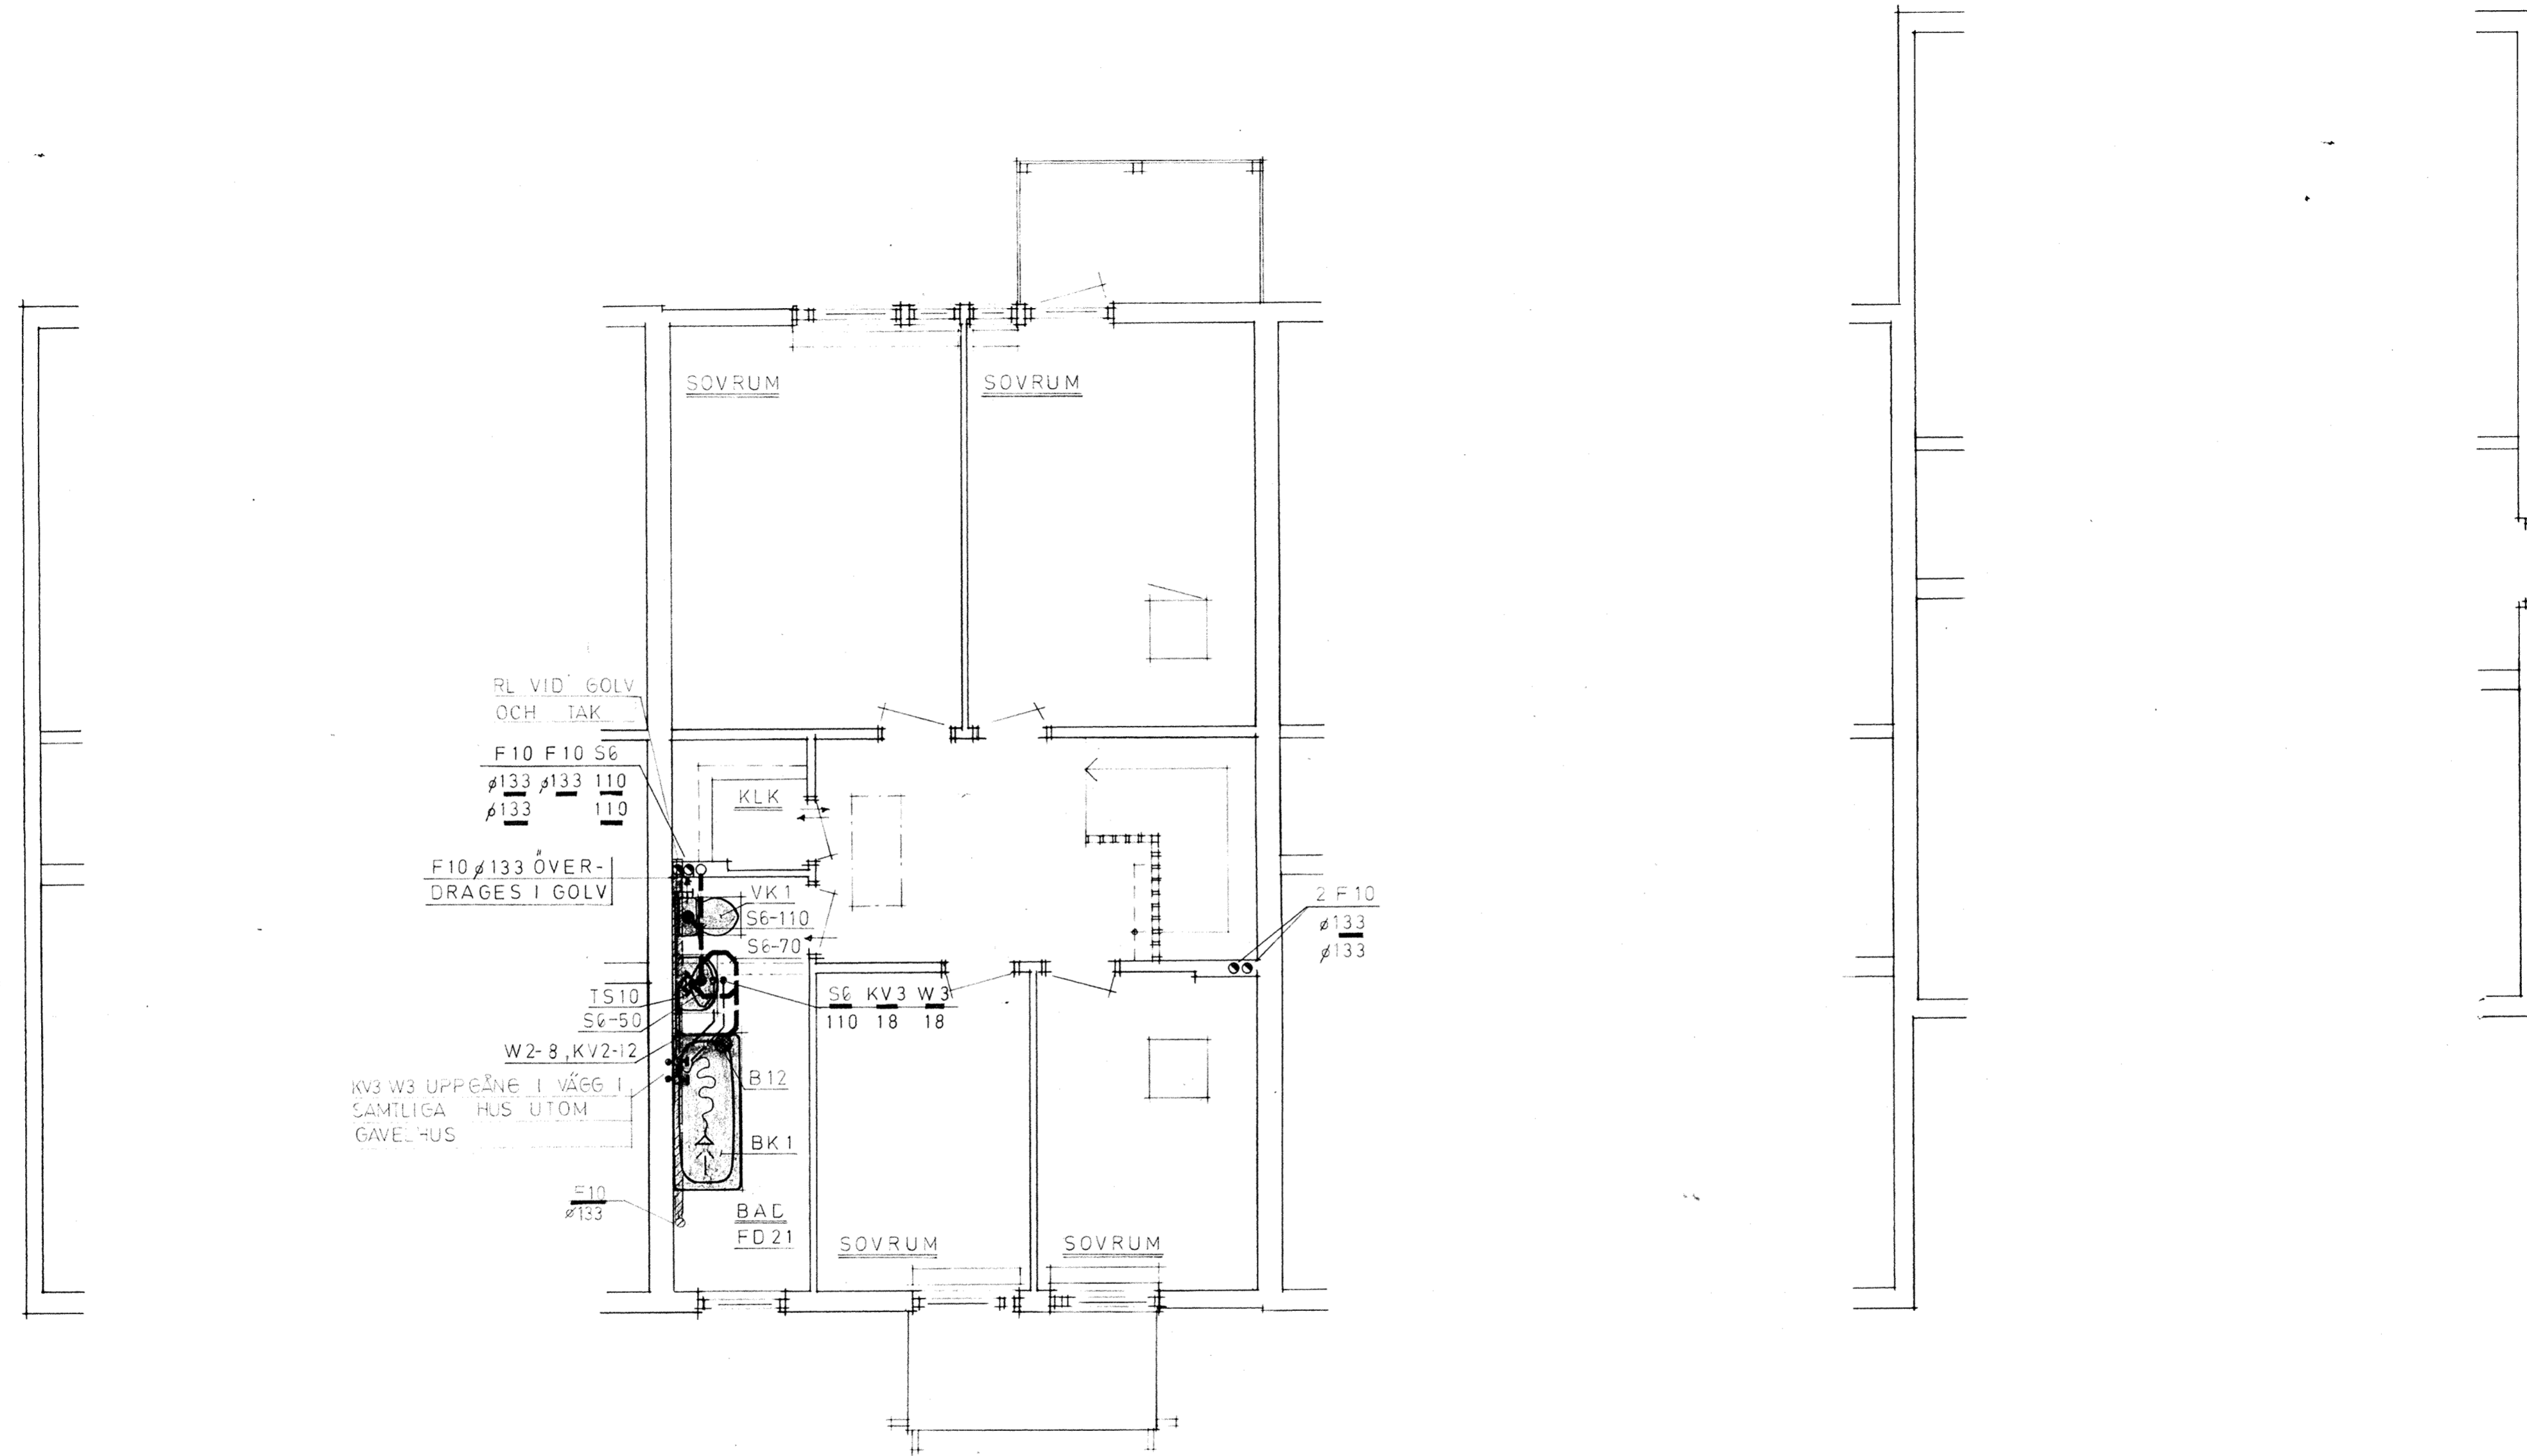 SOVRUM
SOVRUM
RL VID GOLV
OCH TAK
F10 F10 S6
ø133 ø133 110
ø133 110
KLK
F10 ø133 ÖVER-
DRAGES I GOLV
VK1
S6-110
S6-70
2 F10
ø133
ø133
TS10
S6-50
S6 KV3 W3
110 18 18
W2-8, KV2-12
KV3 W3 UPPGÅNG I VÄGG I
SAMTLIGA HUS UTOM
GAVELHUS
B12
BK1
F10
ø133
BAD
FD21
SOVRUM
SOVRUM